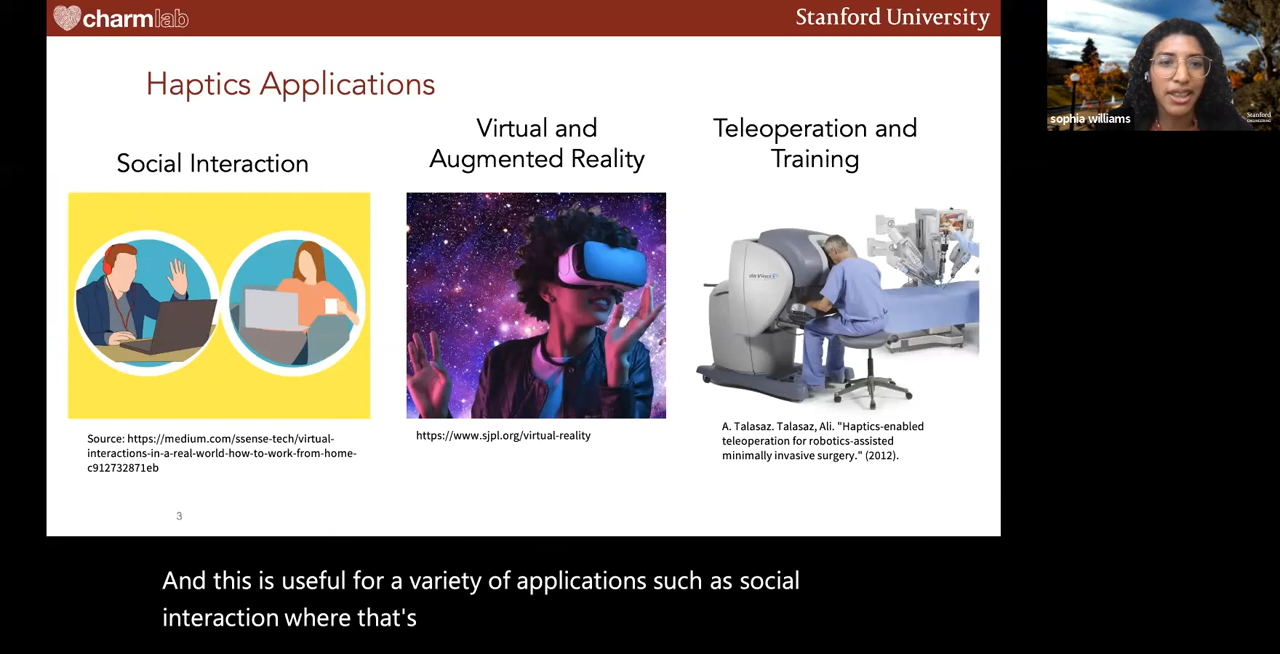 charmlab
Stanford University
Haptics Applications
Social Interaction
Virtual and
Augmented Reality
Teleoperation and
Training
Source: https://medium.com/ssense-tech/virtual-
interactions-in-a-real-world-how-to-work-from-home-
c912732871eb
https://www.sjpl.org/virtual-reality
A. Talasaz. Talasaz, Ali. "Haptics-enabled
teleoperation for robotics-assisted
minimally invasive surgery." (2012).
3
sophia williams
Stanford
ENGINEERING
And this is useful for a variety of applications such as social
interaction where that's